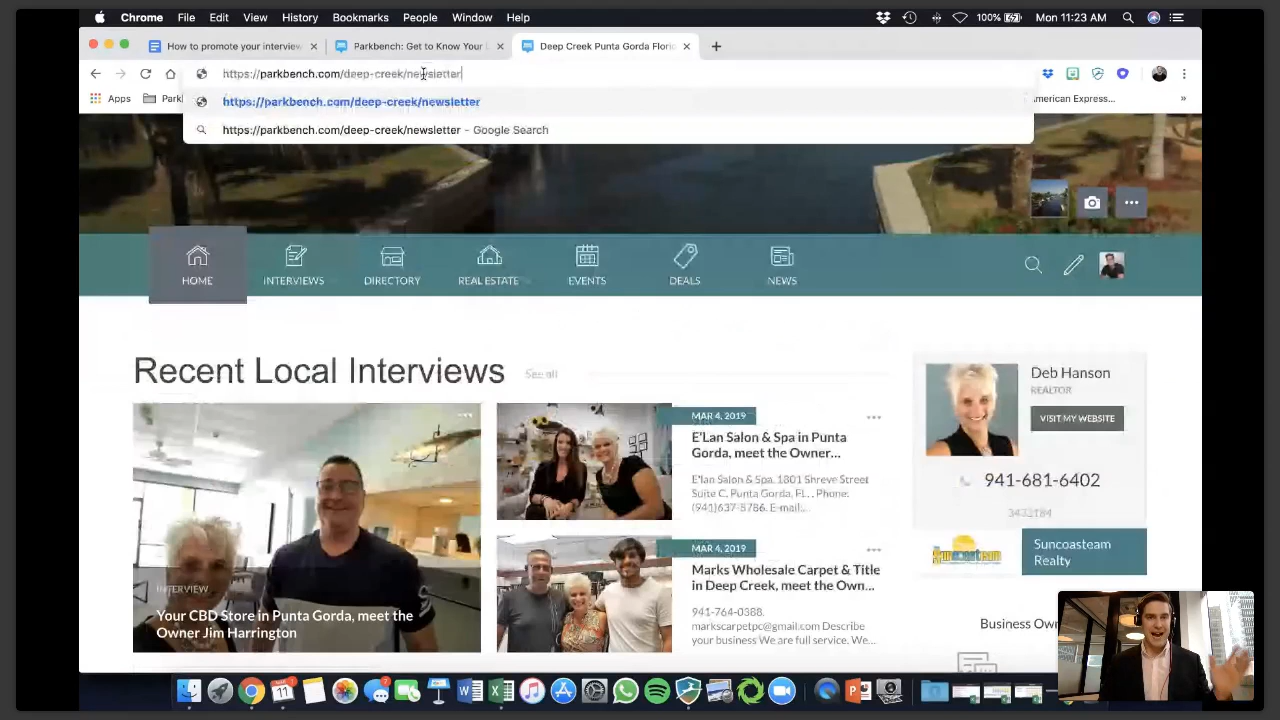 Chrome File Edit View History Bookmarks People Window Help 100% Mon 11:23 AM
How to promote your interview
Parkbench: Get to Know Your L
Deep Creek Punta Gorda Flori
https://parkbench.com/deep-creek/newsletter
Apps
Parkl
American Express...
https://parkbench.com/deep-creek/newsletter
https://parkbench.com/deep-creek/newsletter - Google Search
HOME
INTERVIEWS
DIRECTORY
REAL ESTATE
EVENTS
DEALS
NEWS
Recent Local Interviews
See all
INTERVIEW
Your CBD Store in Punta Gorda, meet the
Owner Jim Harrington
MAR 4, 2019
E'Lan Salon & Spa in Punta
Gorda, meet the Owner...
E'lan Salon & Spa. 1801 Shreve Street
Suite C, Punta Gorda, FL. . Phone.
(941)637-8786. E-mail....
MAR 4, 2019
Marks Wholesale Carpet & Title
in Deep Creek, meet the Own...
941-764-0388.
markscarpetpc@gmail.com Describe
your business We are full service. We...
Deb Hanson
REALTOR
VISIT MY WEBSITE
941-681-6402
3432184
Suncoasteam
Suncoasteam
Realty
Business Own